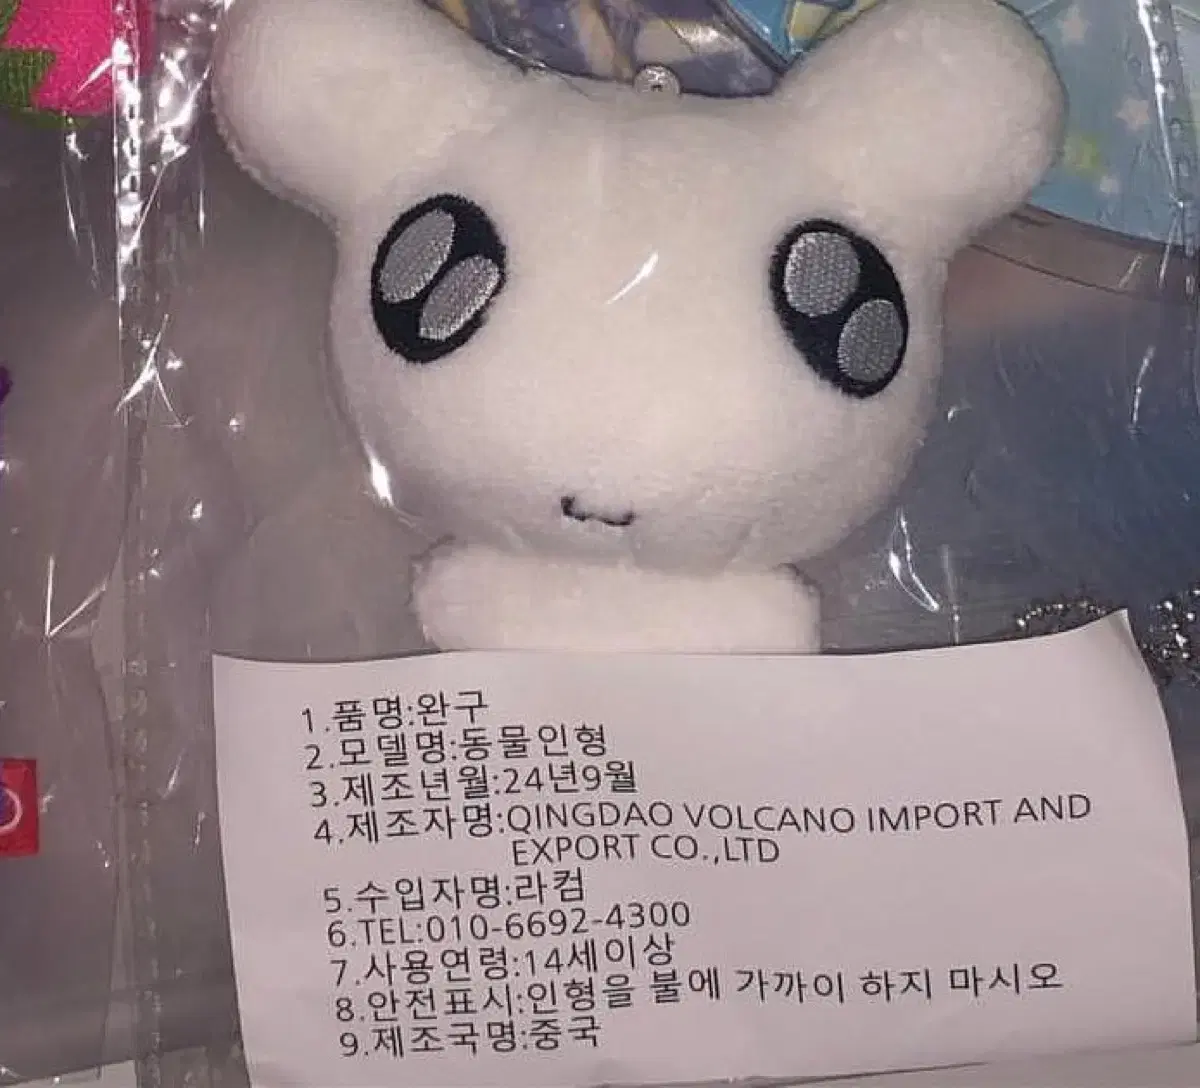 1.품명:완구
2.모델명:동물인형
3.제조년월:24년9월
4.제조자명:QINGDAO VOLCANO IMPORT AND
EXPORT CO.,LTD
5.수입자명:라컴
6.TEL:010-6692-4300
7.사용연령:14세이상
8.안전표시:인형을 불에 가까이 하지 마시오
9.제조국명:중국